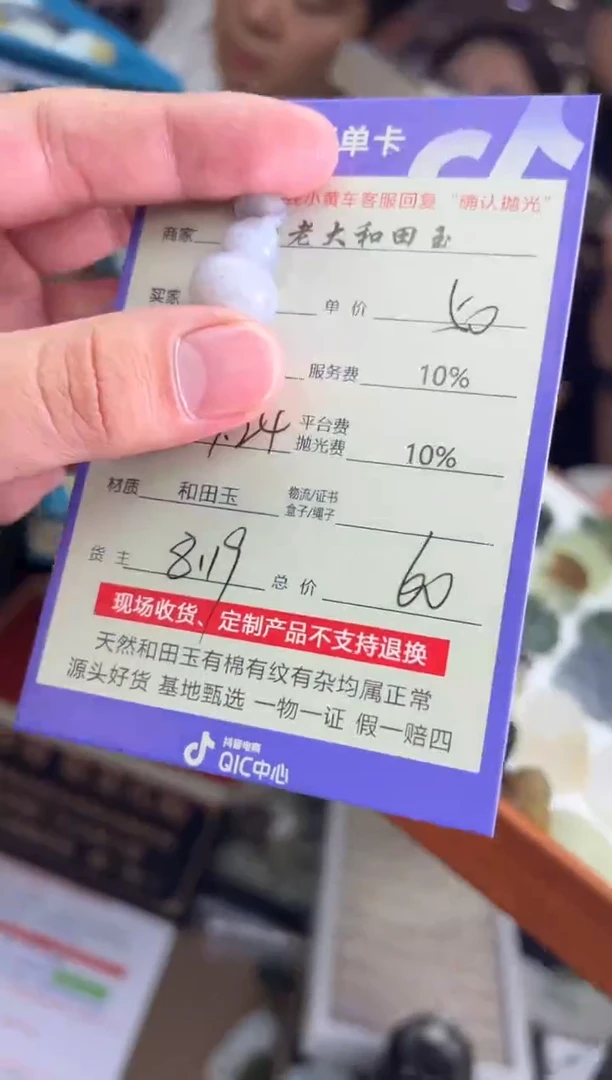 单卡
小黄车客服回复“确认抛光”
商家 老大和田玉
买家 单价 50
服务费 10%
平台费
抛光费 10%
材质 和田玉 物流/证书
盒子/绳子
货主 8.19 总价 60
现场收货、定制产品不支持退换
天然和田玉有棉有纹有杂均属正常
源头好货 基地甄选 一物一证 假一赔四
抖音电商
QIC中心